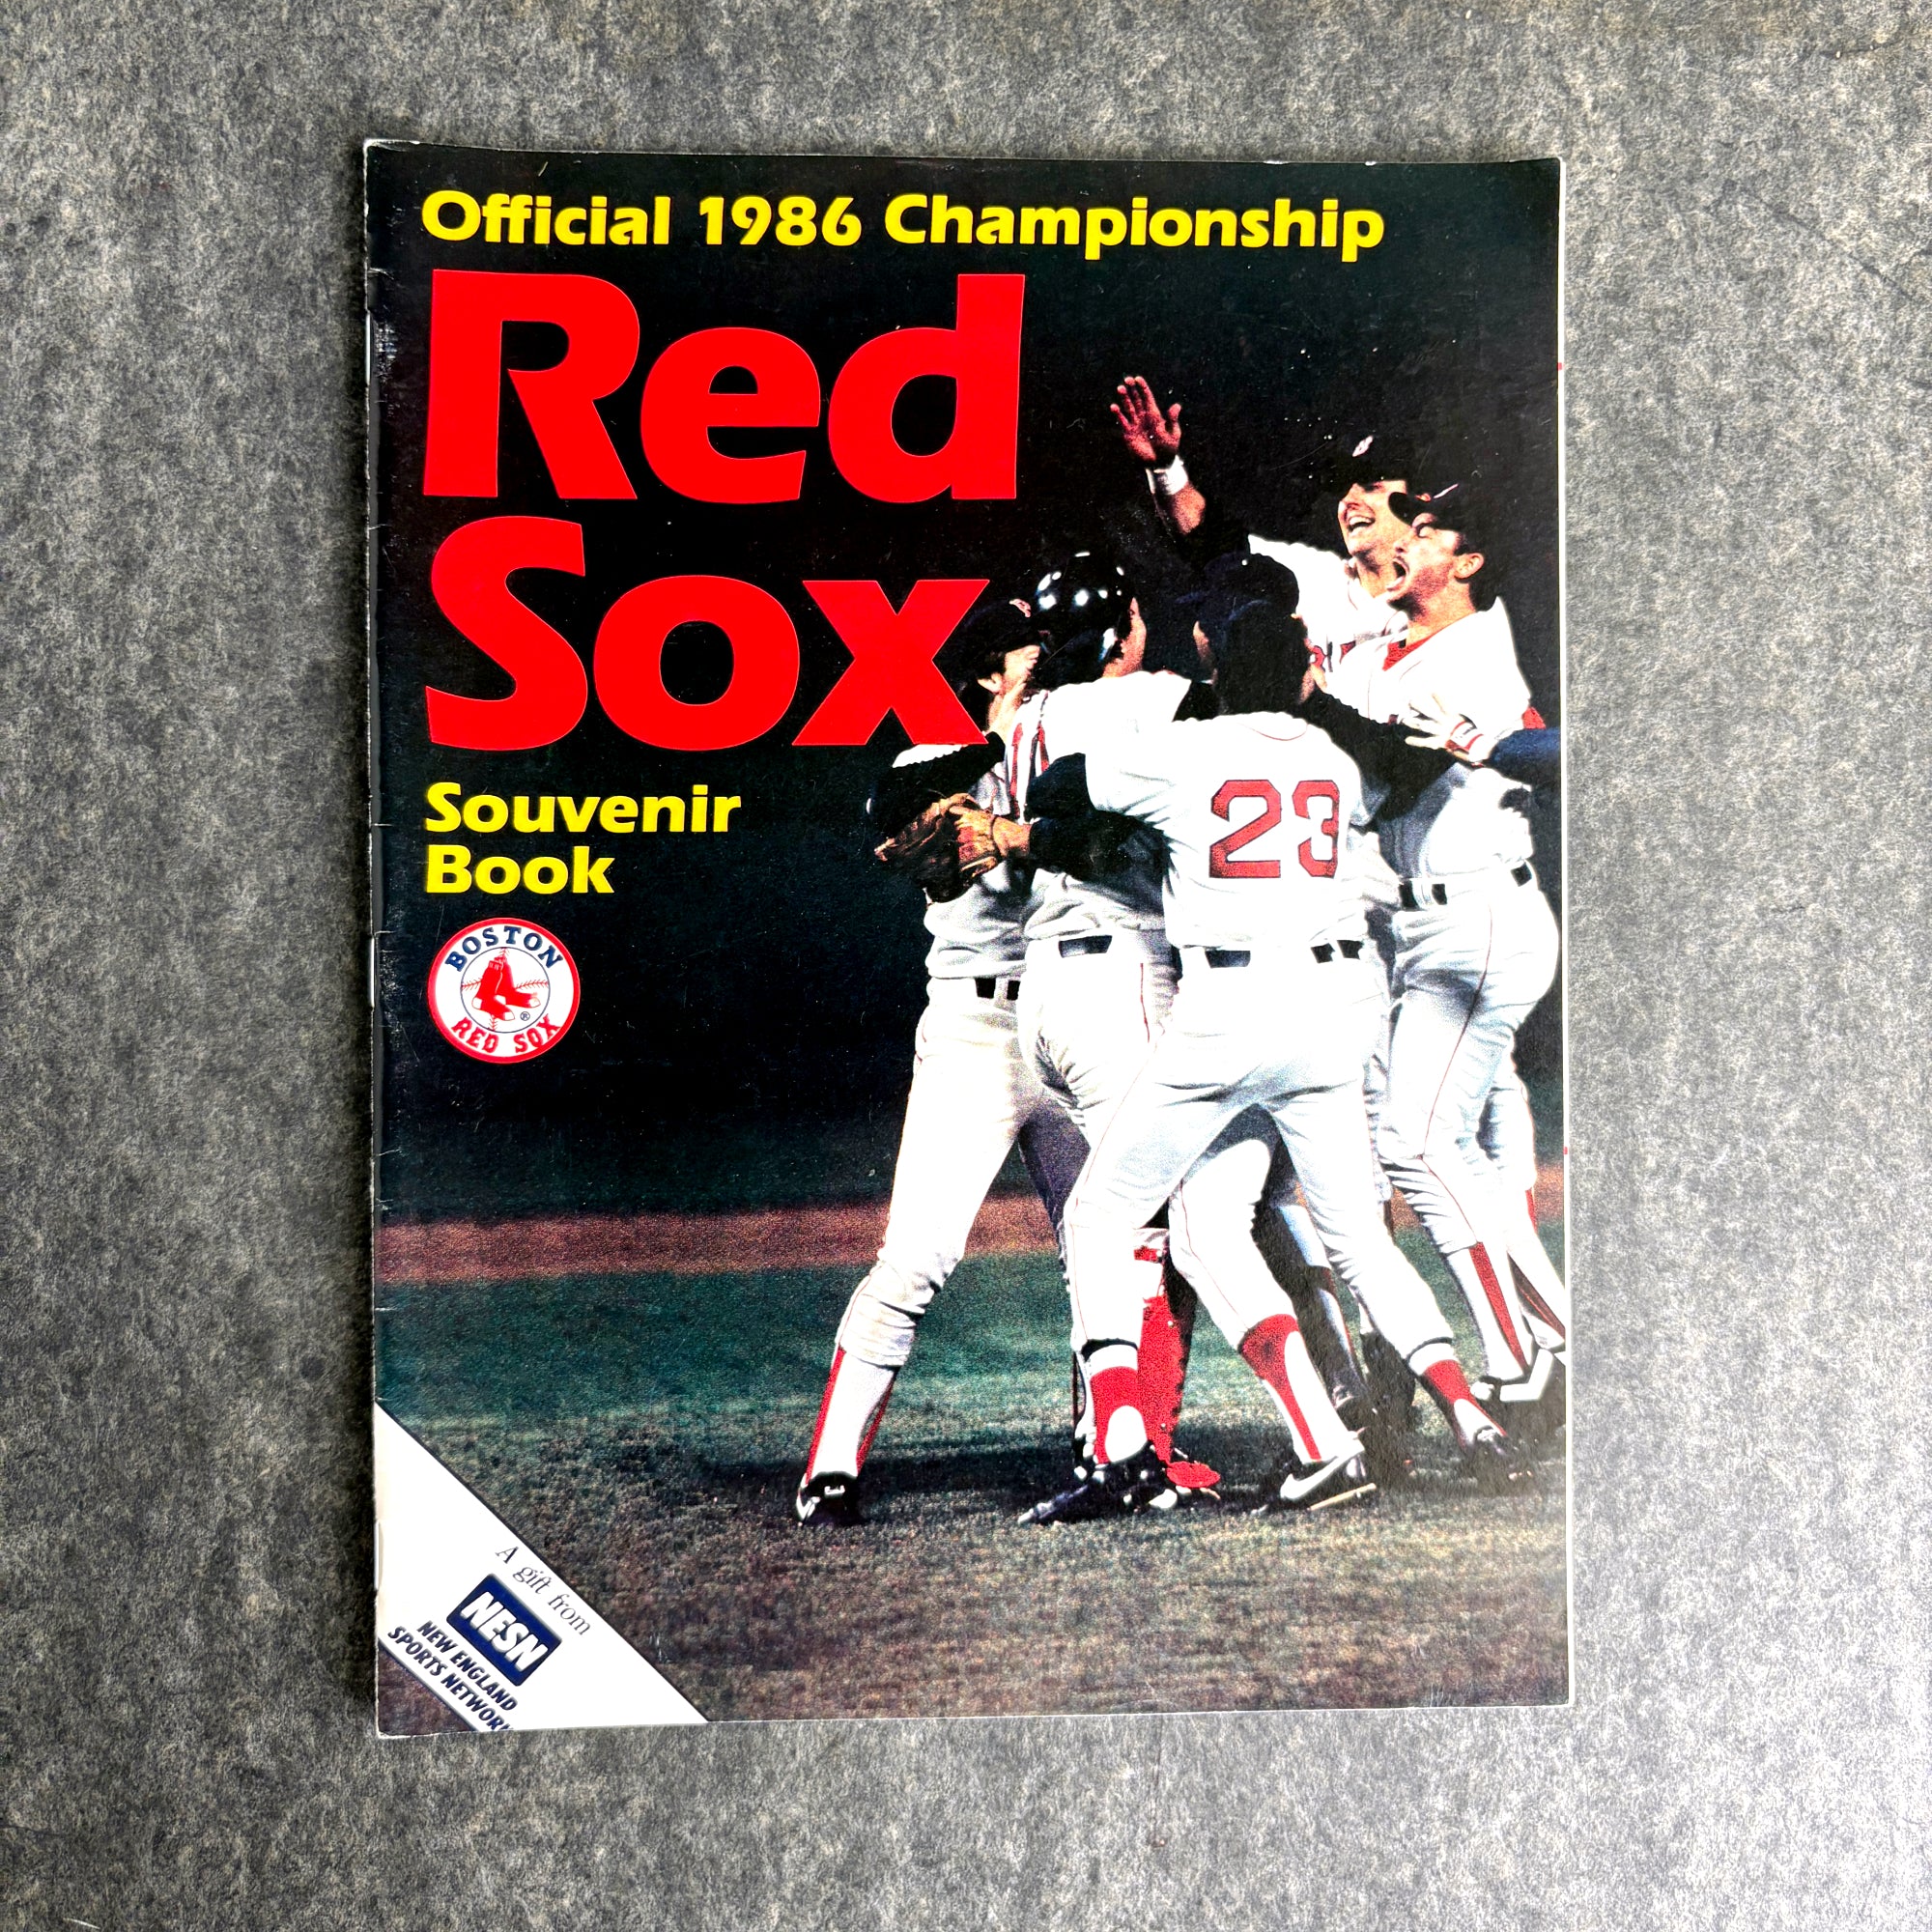 Official 1986 Championship
Red
Sox
Souvenir
Book
BOSTON
RED SOX
®
23
A gift from
NESN
NEW ENGLAND
SPORTS NETWORK